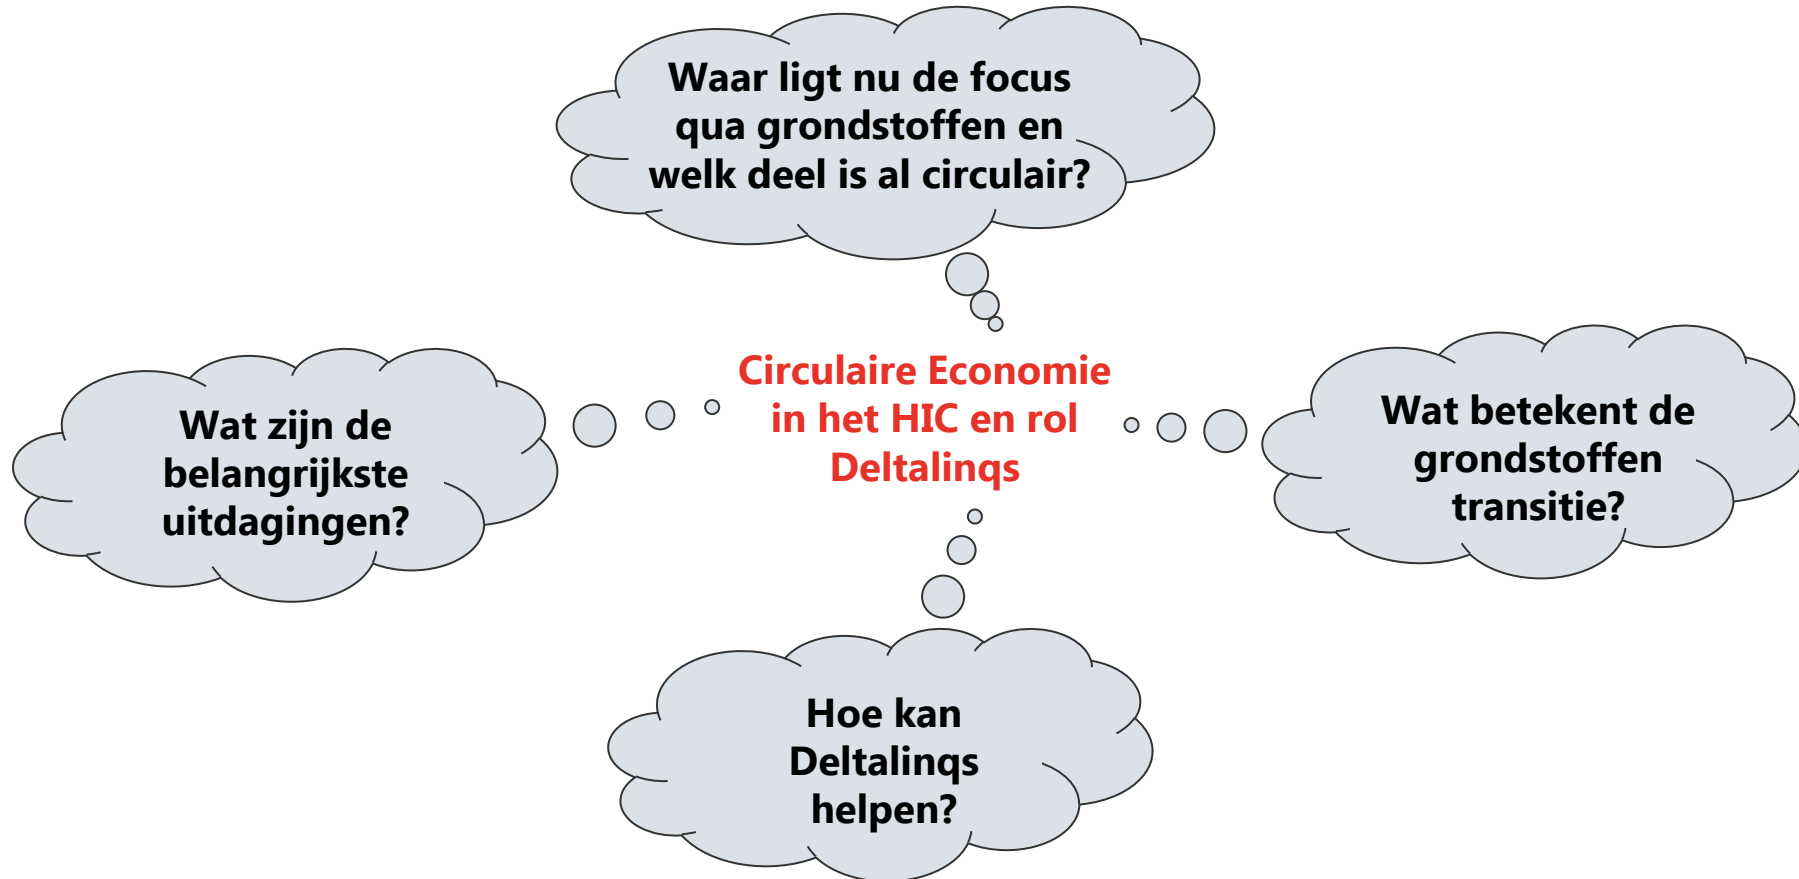 Waar ligt nu de focus
qua grondstoffen en
welk deel is al circulair?
Circulaire Economie
in het HIC en rol
Deltalinqs
Wat zijn de
belangrijkste
uitdagingen?
Wat betekent de
grondstoffen
transitie?
Hoe kan
Deltalinqs
helpen?